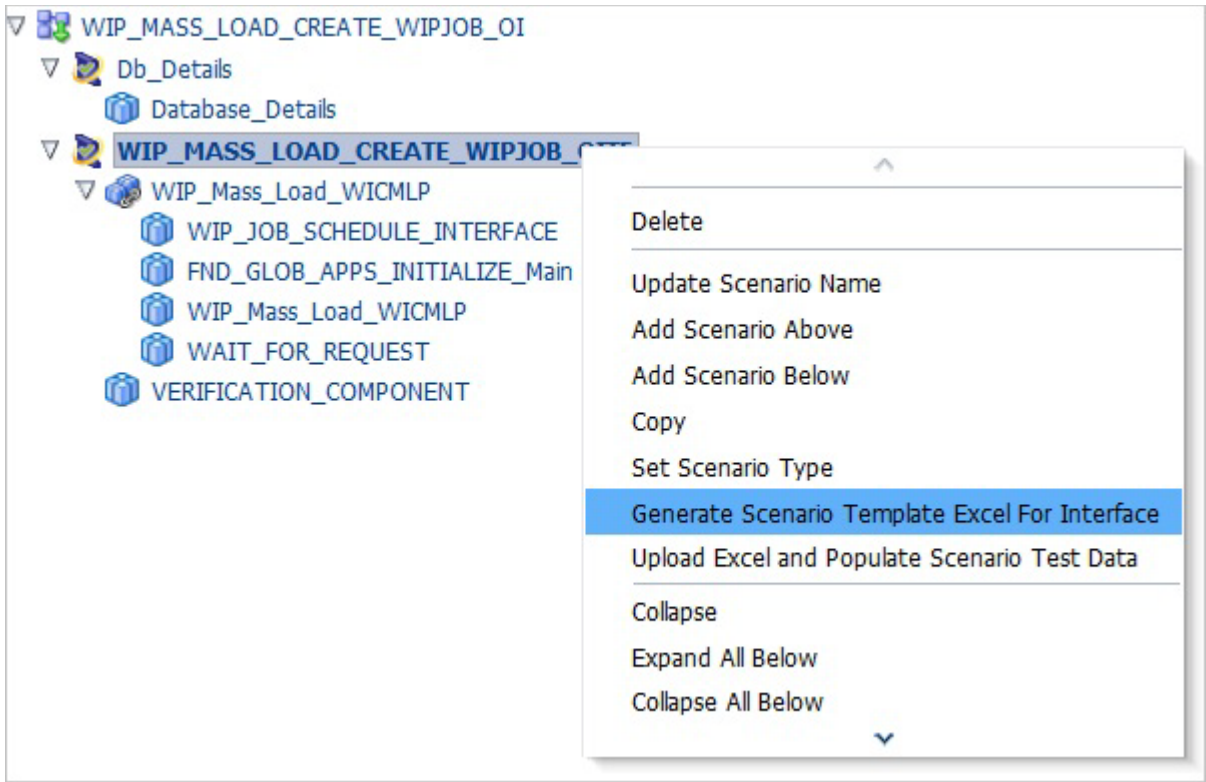 WIP_MASS_LOAD_CREATE_WIPJOB_OI
Db_Details
Database_Details
WIP_MASS_LOAD_CREATE_WIPJOB_
WIP_Mass_Load_WICMLP
WIP_JOB_SCHEDULE_INTERFACE
FND_GLOB_APPS_INITIALIZE_Main
WIP_Mass_Load_WICMLP
WAIT_FOR_REQUEST
VERIFICATION_COMPONENT
Delete
Update Scenario Name
Add Scenario Above
Add Scenario Below
Copy
Set Scenario Type
Generate Scenario Template Excel For Interface
Upload Excel and Populate Scenario Test Data
Collapse
Expand All Below
Collapse All Below